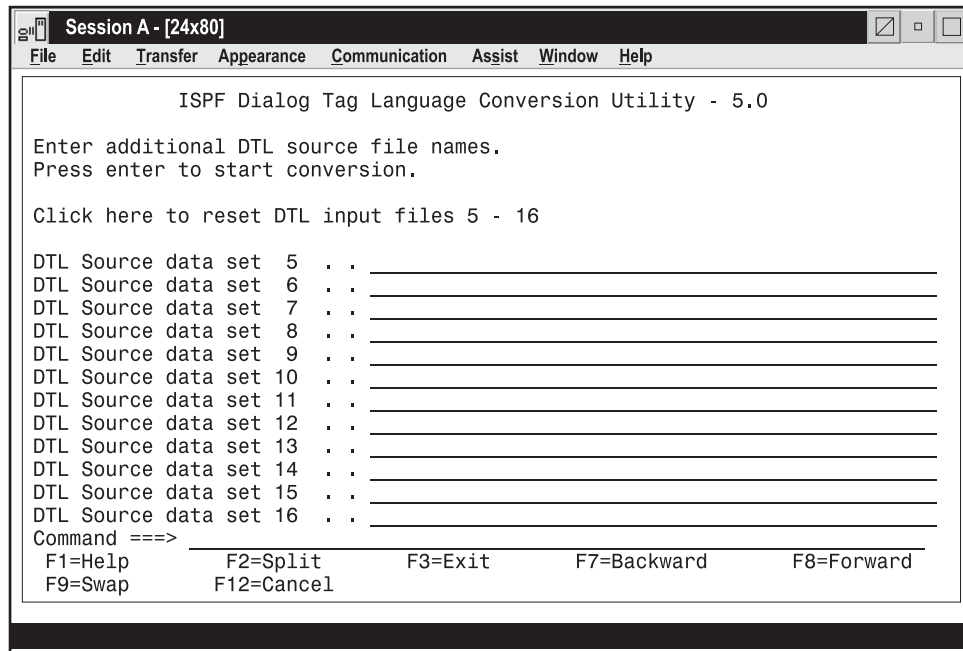 Session A - [24x80]
File Edit Transfer Appearance Communication Assist Window Help
ISPF Dialog Tag Language Conversion Utility - 5.0
Enter additional DTL source file names.
Press enter to start conversion.
Click here to reset DTL input files 5 - 16
DTL Source data set 5 . .
DTL Source data set 6 . .
DTL Source data set 7 . .
DTL Source data set 8 . .
DTL Source data set 9 . .
DTL Source data set 10 . .
DTL Source data set 11 . .
DTL Source data set 12 . .
DTL Source data set 13 . .
DTL Source data set 14 . .
DTL Source data set 15 . .
DTL Source data set 16 . .
Command ===>
F1=Help F2=Split F3=Exit F7=Backward F8=Forward
F9=Swap F12=Cancel